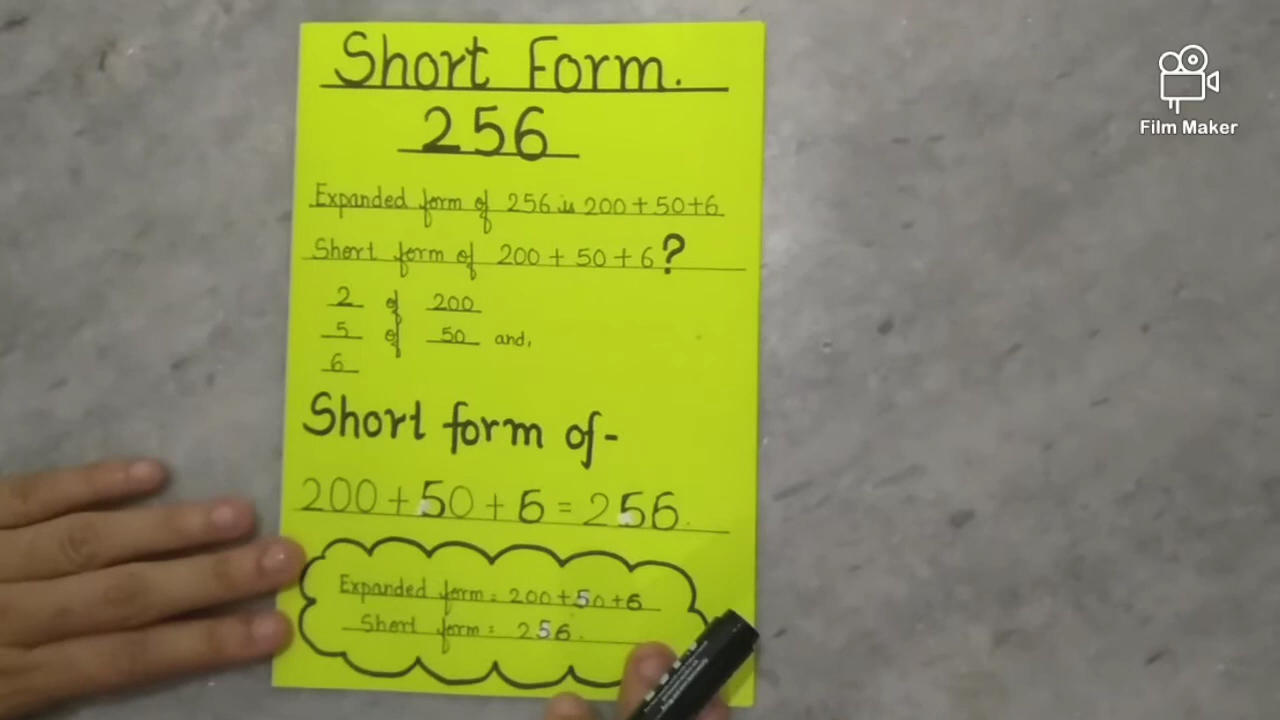 Short Form.
256
Expanded form of 256 is 200+50+6
Short form of 200 + 50 + 6?
2 of 200
5 of 50 and,
6
Short form of-
200+50+6=256.
Expanded form = 200+50+6
Short form = 256.
Film Maker